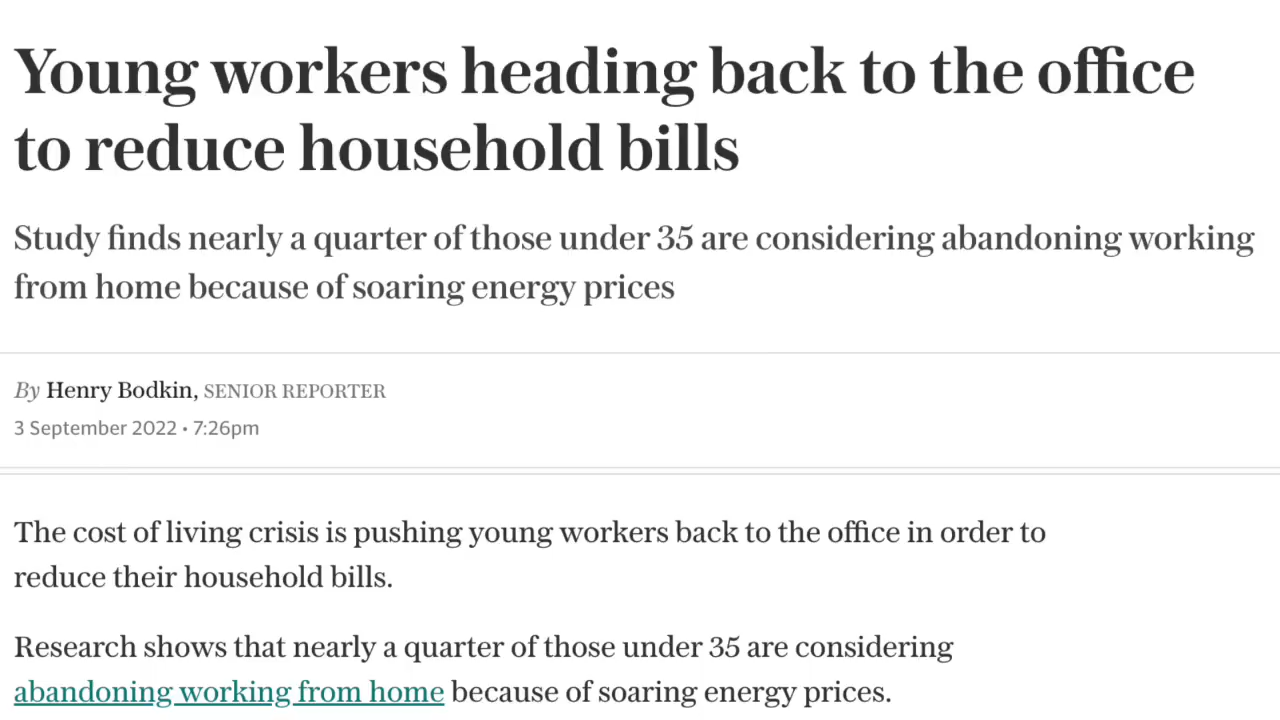 Young workers heading back to the office
to reduce household bills
Study finds nearly a quarter of those under 35 are considering abandoning working
from home because of soaring energy prices
By Henry Bodkin, SENIOR REPORTER
3 September 2022 • 7:26pm
The cost of living crisis is pushing young workers back to the office in order to
reduce their household bills.
Research shows that nearly a quarter of those under 35 are considering
abandoning working from home because of soaring energy prices.